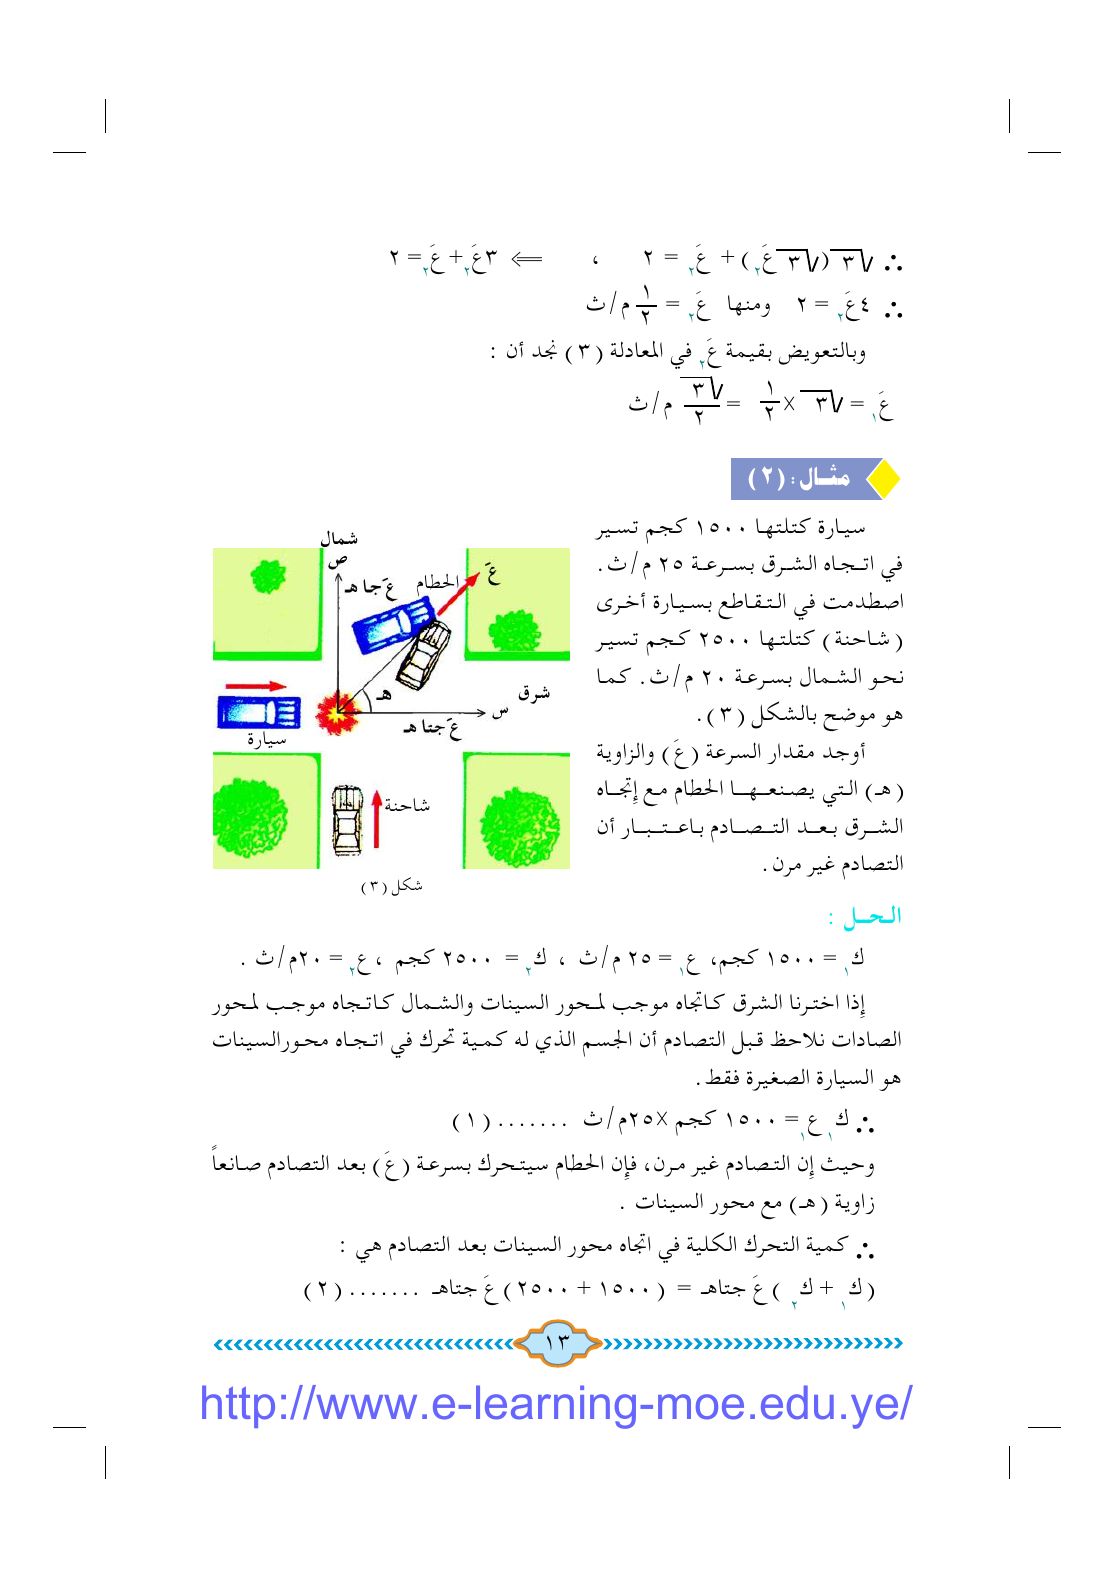 ∴ √٣ (√٣ عَ٢) + عَ٢ = ٢ ، ⟸ ٣عَ٢ + عَ٢ = ٢
∴ ٤عَ٢ = ٢ ومنها عَ٢ = ١/٢ م/ث
وبالتعويض بقيمة عَ٢ في المعادلة (٣) نجد أن :
عَ١ = √٣ × ١/٢ = √٣/٢ م/ث
مثـال : (٢)
سيارة كتلتها ١٥٠٠ كجم تسير
في اتجاه الشرق بسرعة ٢٥ م/ث.
اصطدمت في التقاطع بسيارة أخرى
(شاحنة) كتلتها ٢٥٠٠ كجم تسير
نحو الشمال بسرعة ٢٠ م/ث. كما
هو موضح بالشكل (٣).
أوجد مقدار السرعة (عَ) والزاوية
(هـ) التي يصنعها الحطام مع إتجاه
الشرق بعد التصادم باعتبار أن
التصادم غير مرن.
شمال
ص
عَ جا هـ
الحطام
عَ
هـ
شرق
س
عَ جتا هـ
سيارة
شاحنة
شكل (٣)
الحل :
ك١ = ١٥٠٠ كجم، ع١ = ٢٥ م/ث ، ك٢ = ٢٥٠٠ كجم ، ع٢ = ٢٠م/ث .
إذا اخترنا الشرق كاتجاه موجب لمحور السينات والشمال كاتجاه موجب لمحور
الصادات نلاحظ قبل التصادم أن الجسم الذي له كمية تحرك في اتجاه محورالسينات
هو السيارة الصغيرة فقط.
∴ ك١ ع١ = ١٥٠٠ كجم ×٢٥م/ث ....... (١)
وحيث إن التصادم غير مرن، فإن الحطام سيتحرك بسرعة (عَ) بعد التصادم صانعاً
زاوية (هـ) مع محور السينات .
∴ كمية التحرك الكلية في اتجاه محور السينات بعد التصادم هي :
(ك١ + ك٢) عَ جتاهـ = (١٥٠٠ + ٢٥٠٠) عَ جتاهـ ....... (٢)
١٣
http://www.e-learning-moe.edu.ye/